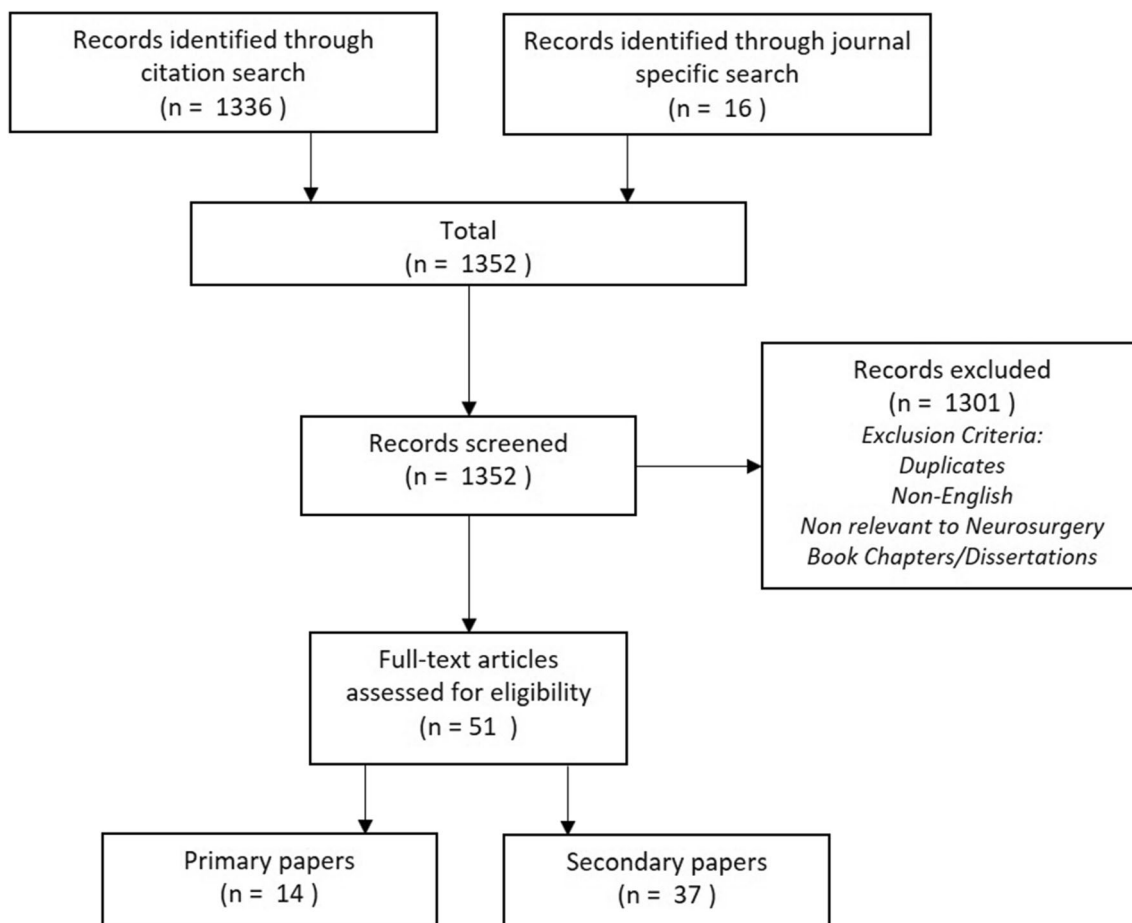 Records identified through
citation search
(n = 1336 )
Records identified through journal
specific search
(n = 16 )
Total
(n = 1352 )
Records excluded
(n = 1301 )
Exclusion Criteria:
Duplicates
Non-English
Non relevant to Neurosurgery
Book Chapters/Dissertations
Records screened
(n = 1352 )
Full-text articles
assessed for eligibility
(n = 51 )
Primary papers
(n = 14 )
Secondary papers
(n = 37 )